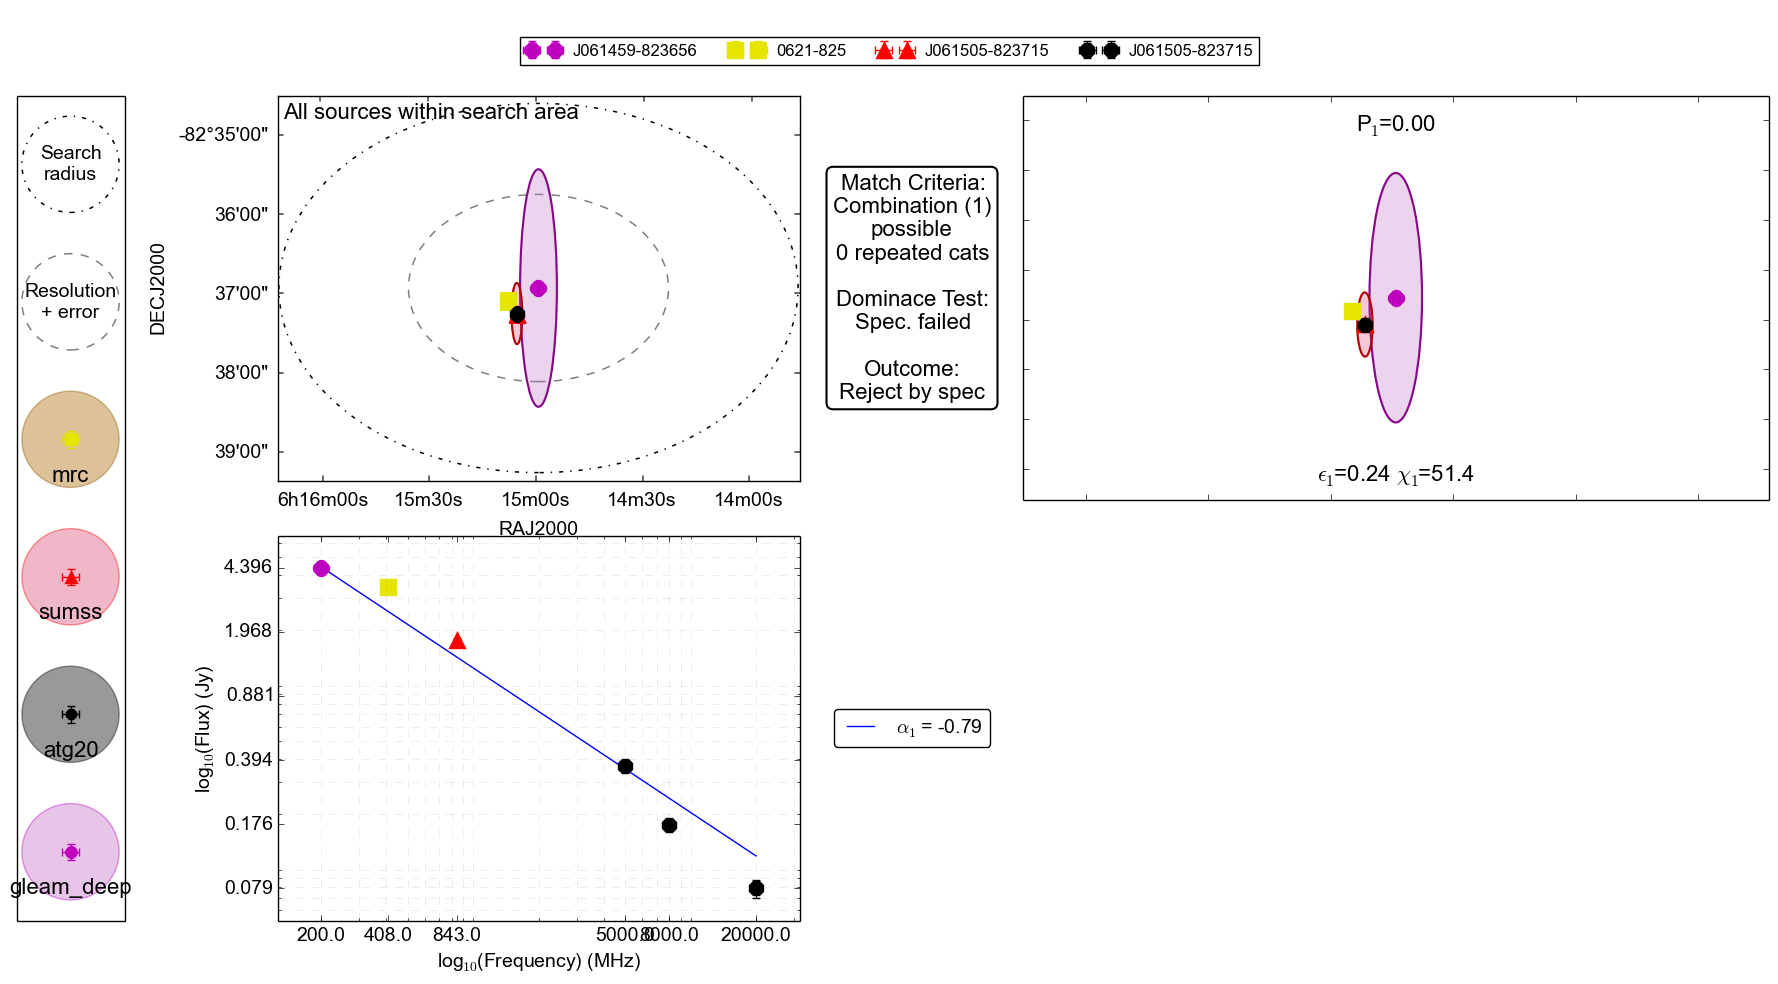 J061459-823656
0621-825
J061505-823715
J061505-823715
Search
radius
Resolution
+ error
mrc
sumss
atg20
gleam_deep
All sources within search area
DECJ2000
-82°35'00"
36'00"
37'00"
38'00"
39'00"
6h16m00s
15m30s
15m00s
14m30s
14m00s
RAJ2000
Match Criteria:
Combination (1)
possible
0 repeated cats
Dominace Test:
Spec. failed
Outcome:
Reject by spec
P₁=0.00
ϵ₁=0.24 χ₁=51.4
log₁₀(Flux) (Jy)
4.396
1.968
0.881
0.394
0.176
0.079
200.0
408.0
843.0
5000.0
8000.0
20000.0
log₁₀(Frequency) (MHz)
α₁ = -0.79